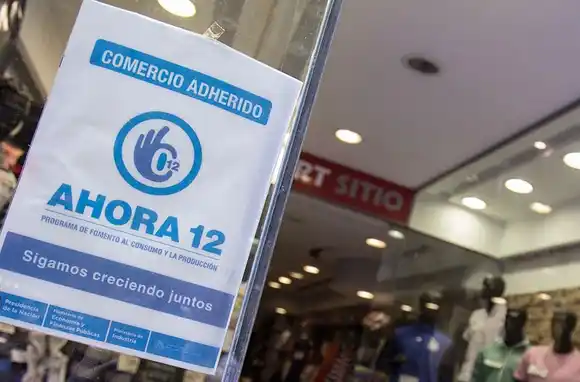 COMERCIO ADHERIDO
12
AHORA 12
PROGRAMA DE FOMENTO AL CONSUMO Y LA PRODUCCIÓN
Sigamos creciendo juntos
Presidencia
de la Nación
Ministerio de
Economía y
Finanzas Públicas
Ministerio de
Industria
RT SITIO